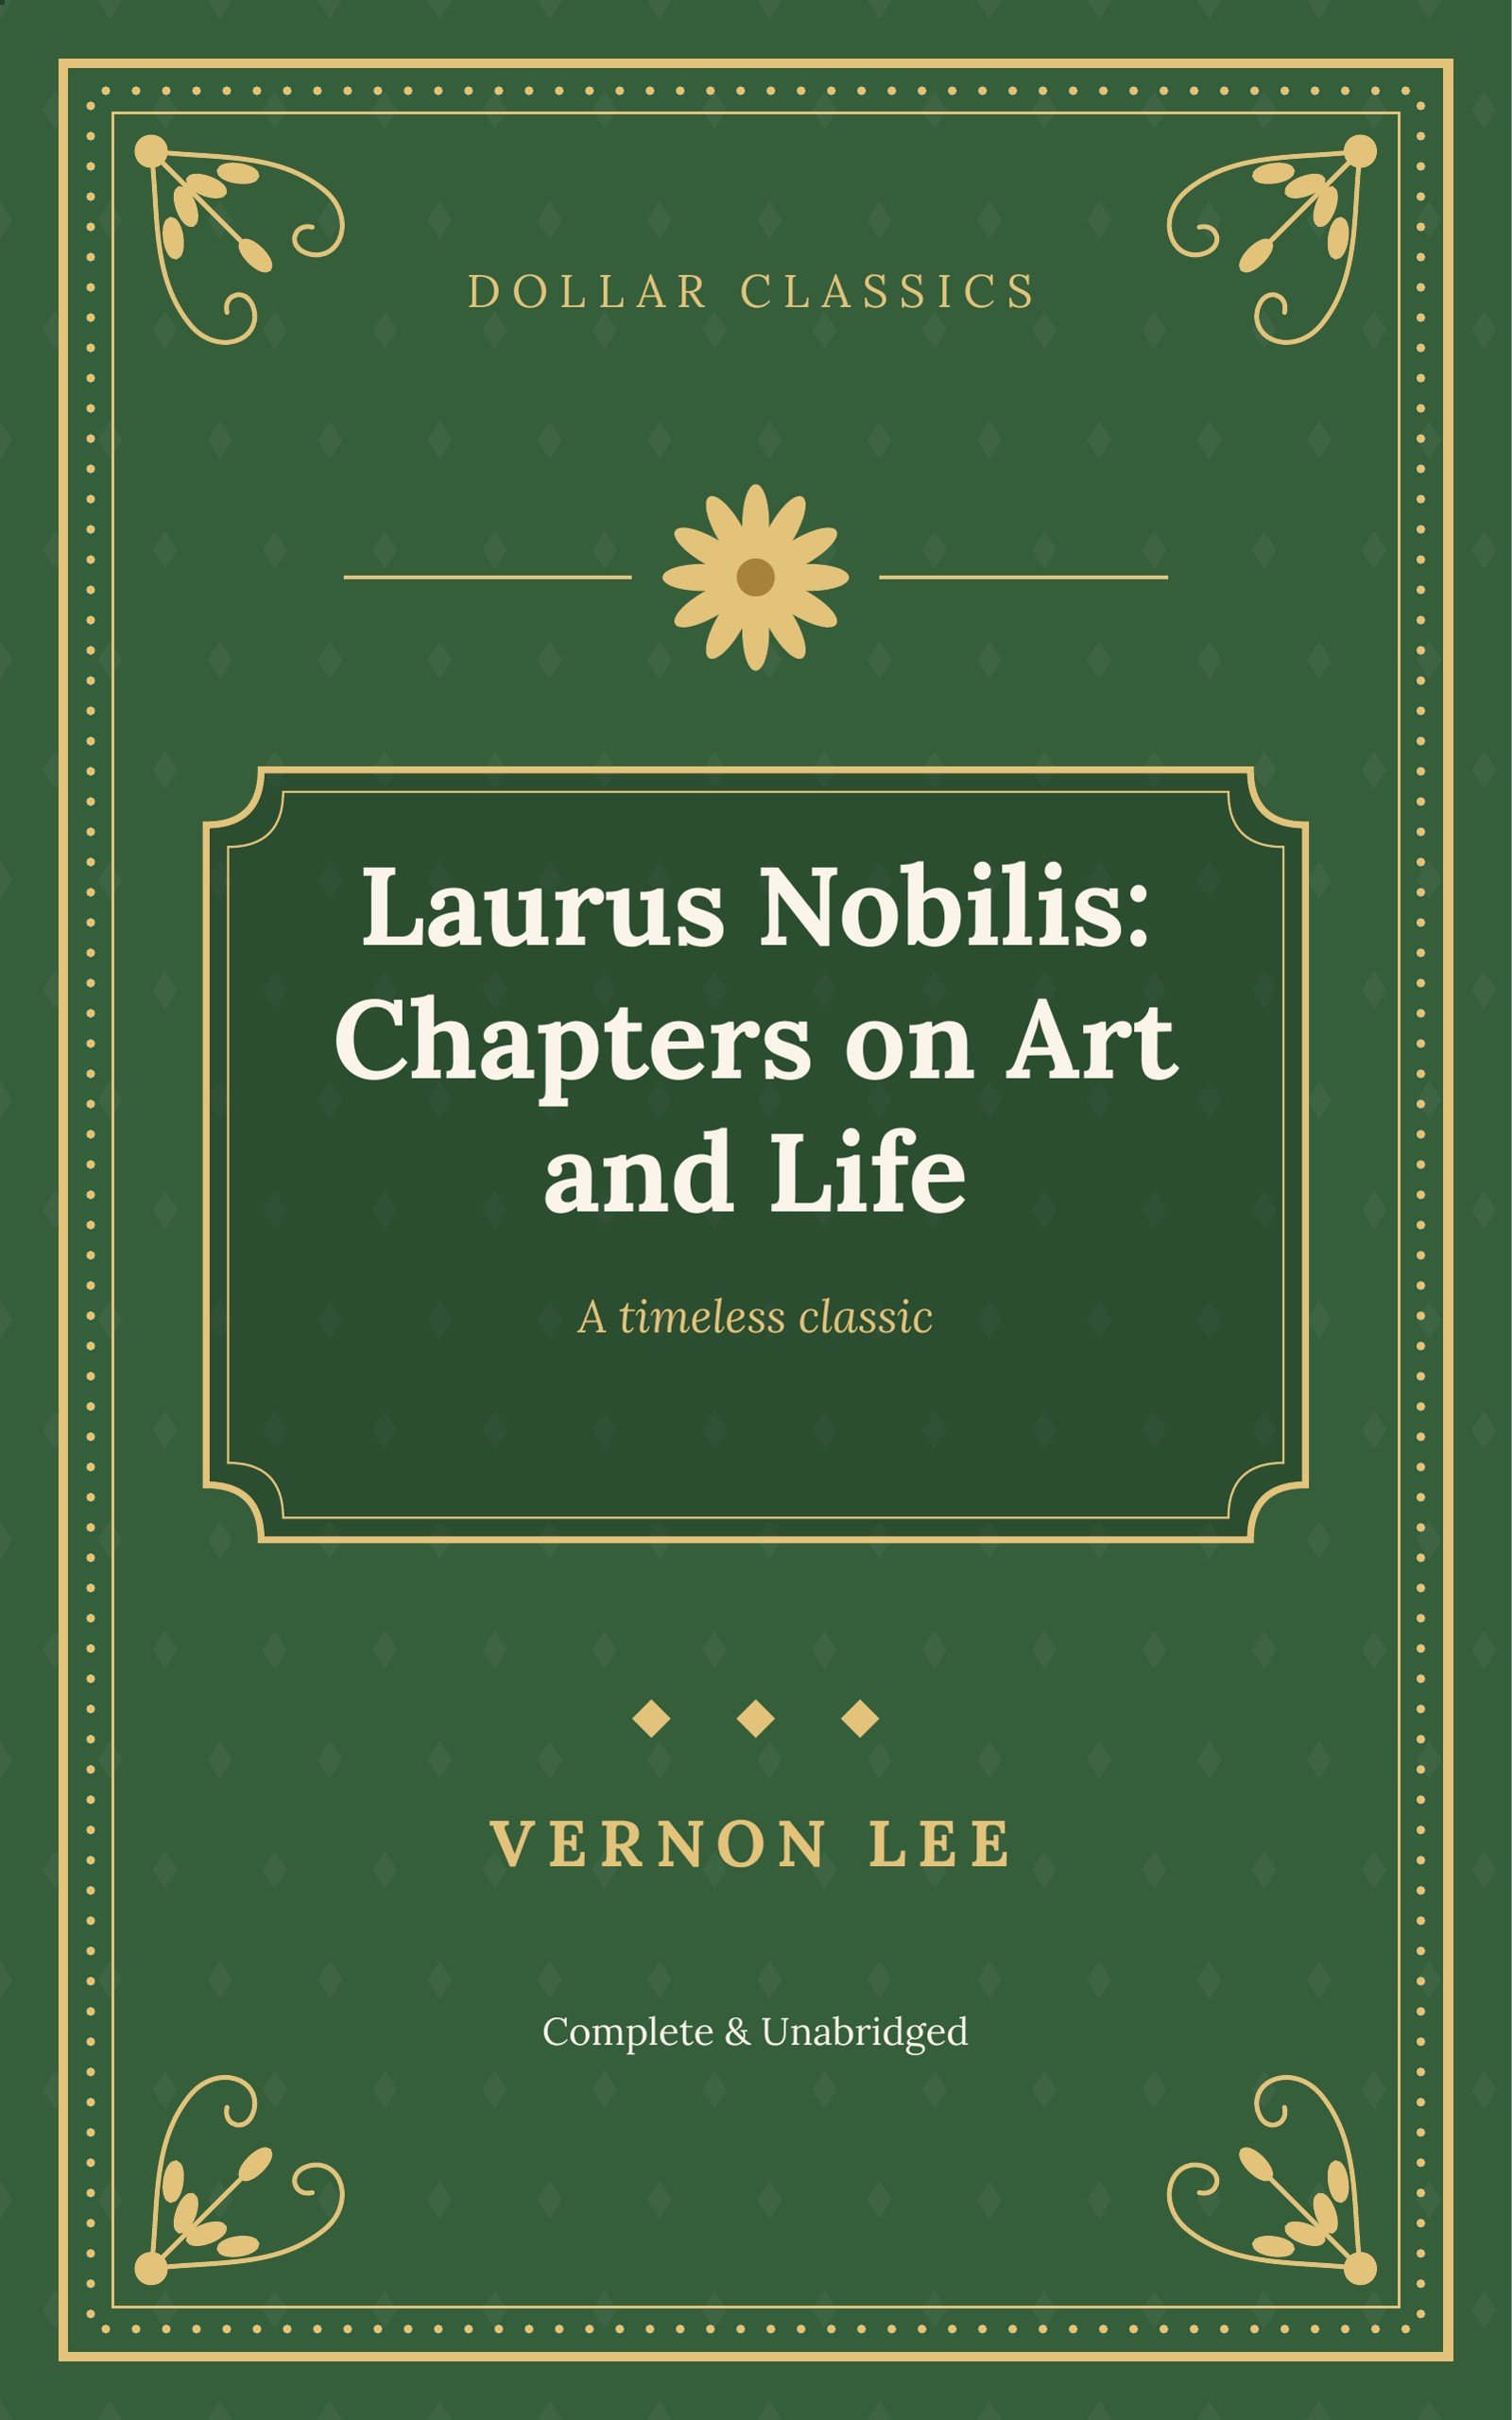 DOLLAR CLASSICS
Laurus Nobilis:
Chapters on Art
and Life
A timeless classic
VERNON LEE
Complete & Unabridged